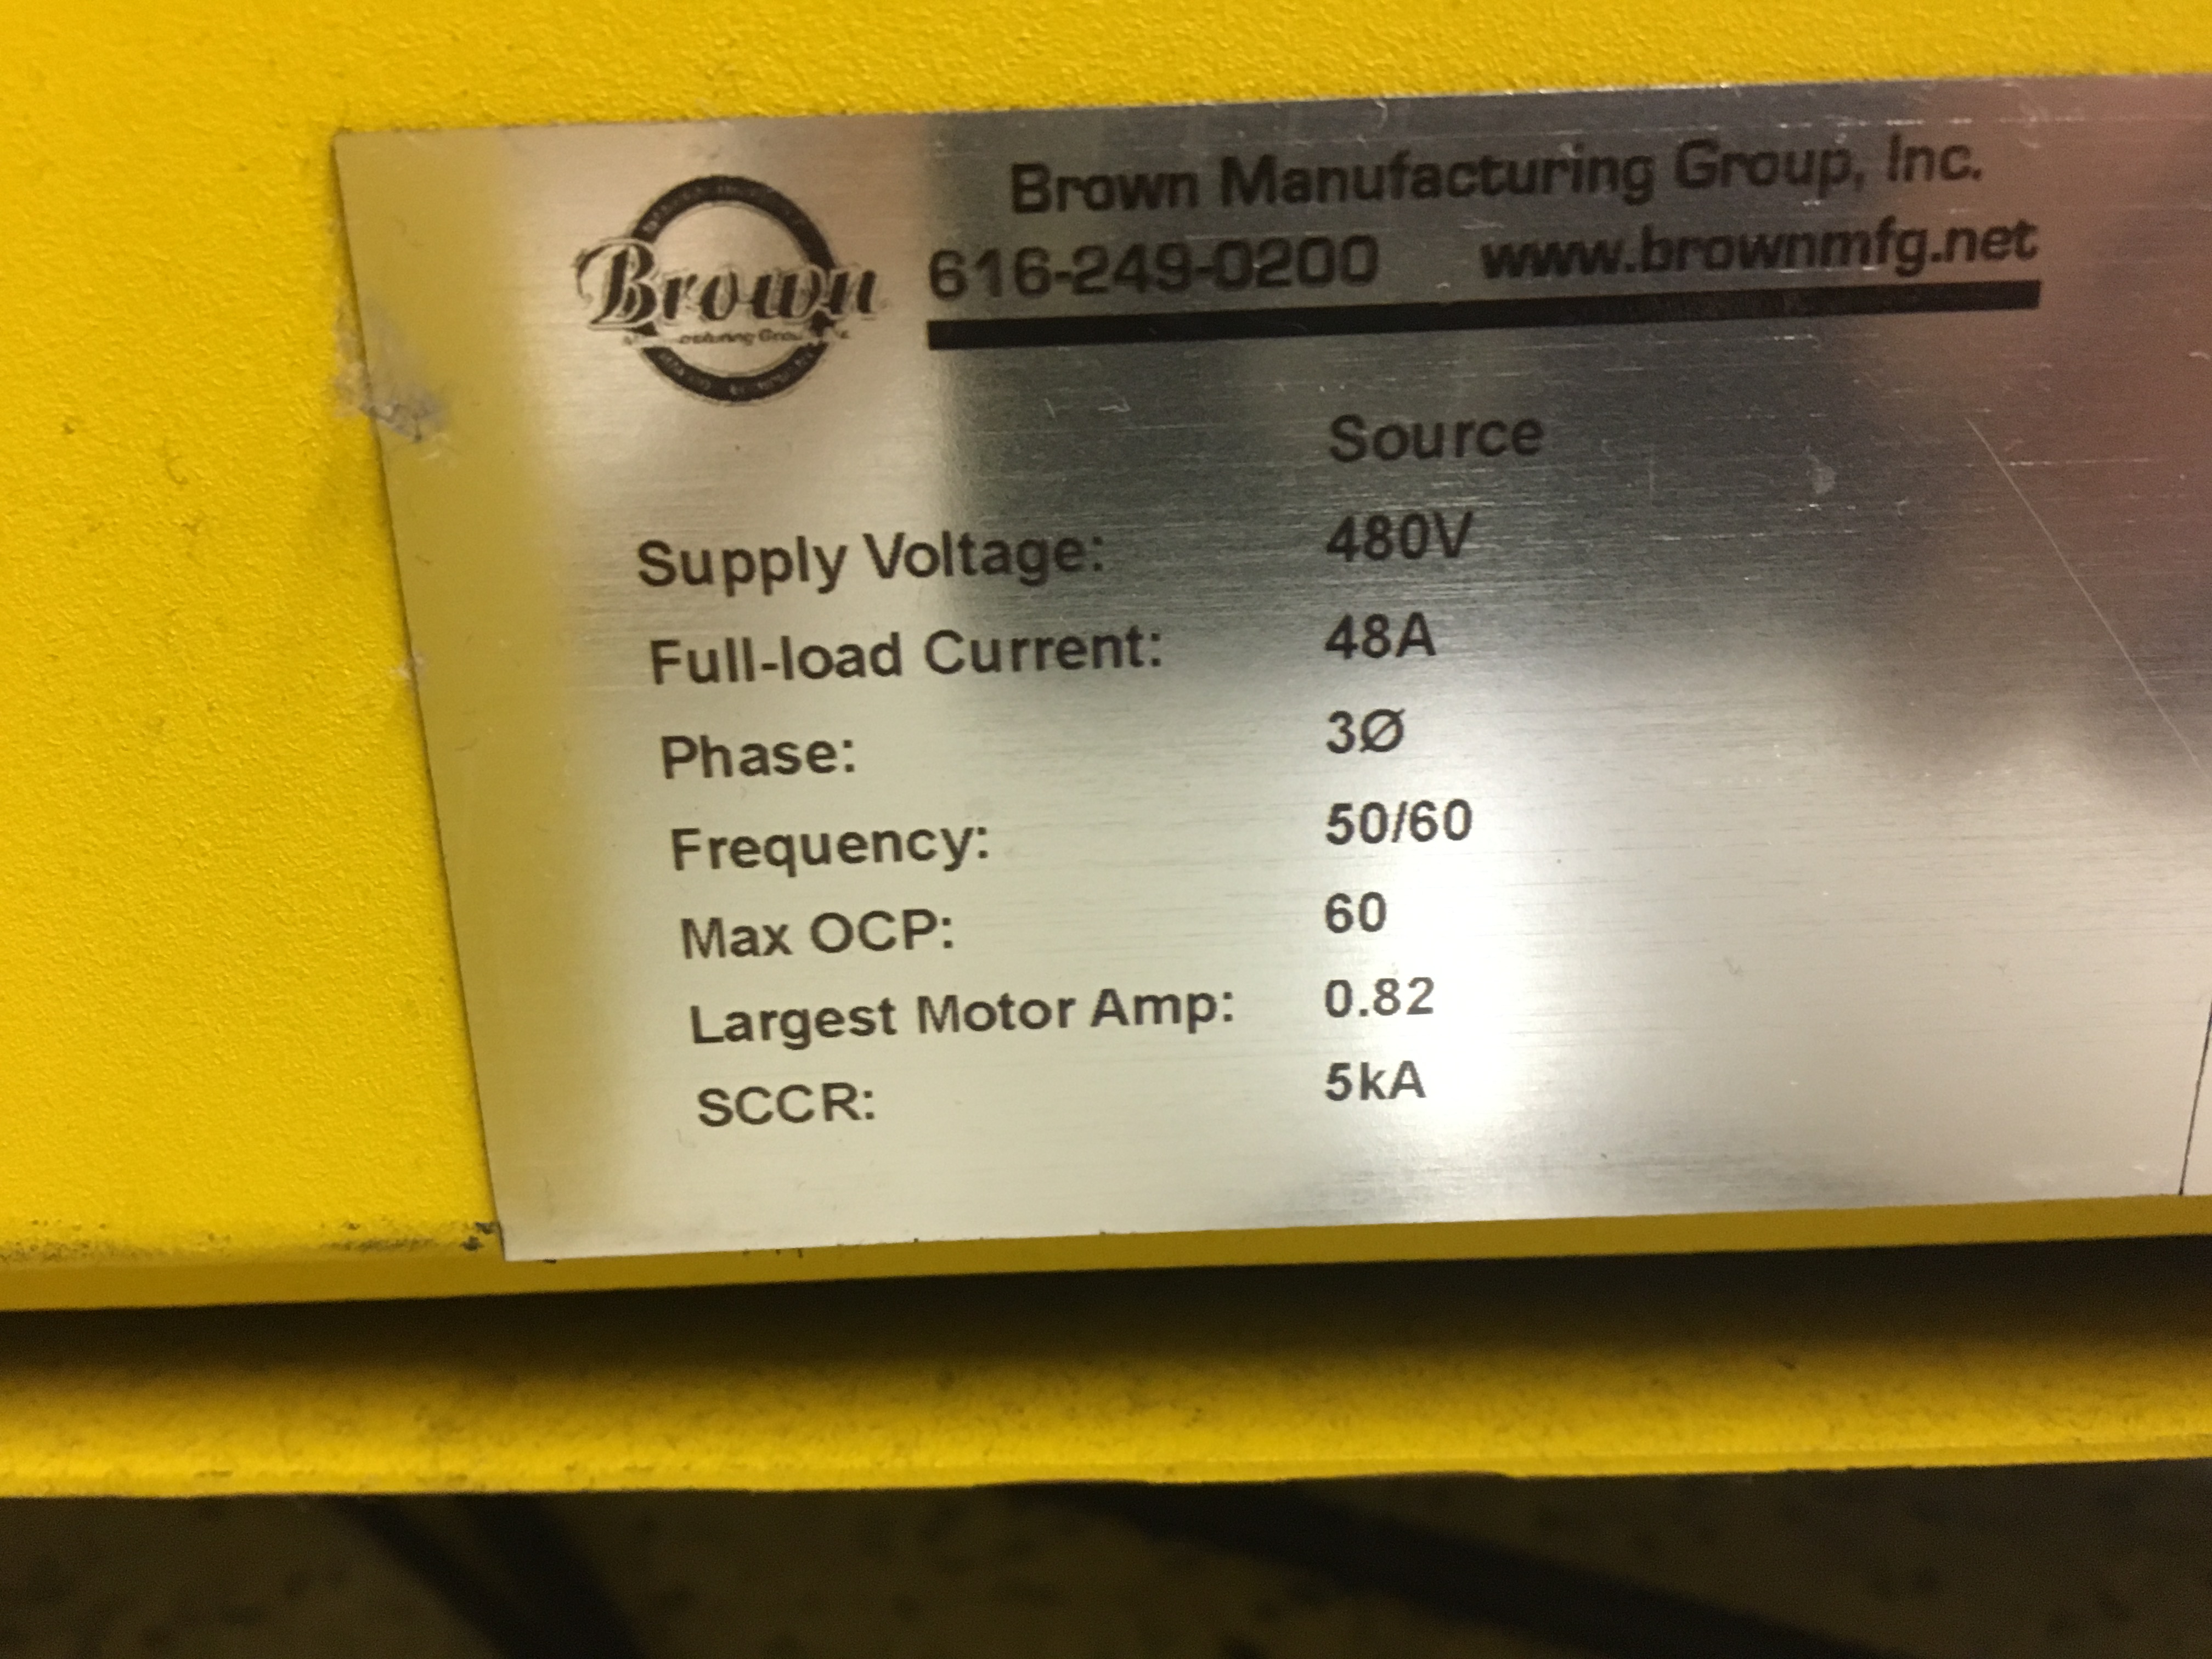 Brown Manufacturing Group, Inc.
Brown
616-249-0200 www.brownmfg.net
Source
Supply Voltage: 480V
Full-load Current: 48A
Phase: 3Ø
Frequency: 50/60
Max OCP: 60
Largest Motor Amp: 0.82
SCCR: 5kA